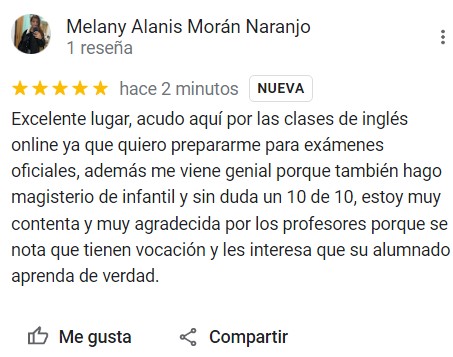 Melany Alanis Morán Naranjo
1 reseña
hace 2 minutos NUEVA
Excelente lugar, acudo aquí por las clases de inglés
online ya que quiero prepararme para exámenes
oficiales, además me viene genial porque también hago
magisterio de infantil y sin duda un 10 de 10, estoy muy
contenta y muy agradecida por los profesores porque se
nota que tienen vocación y les interesa que su alumnado
aprenda de verdad.
Me gusta Compartir